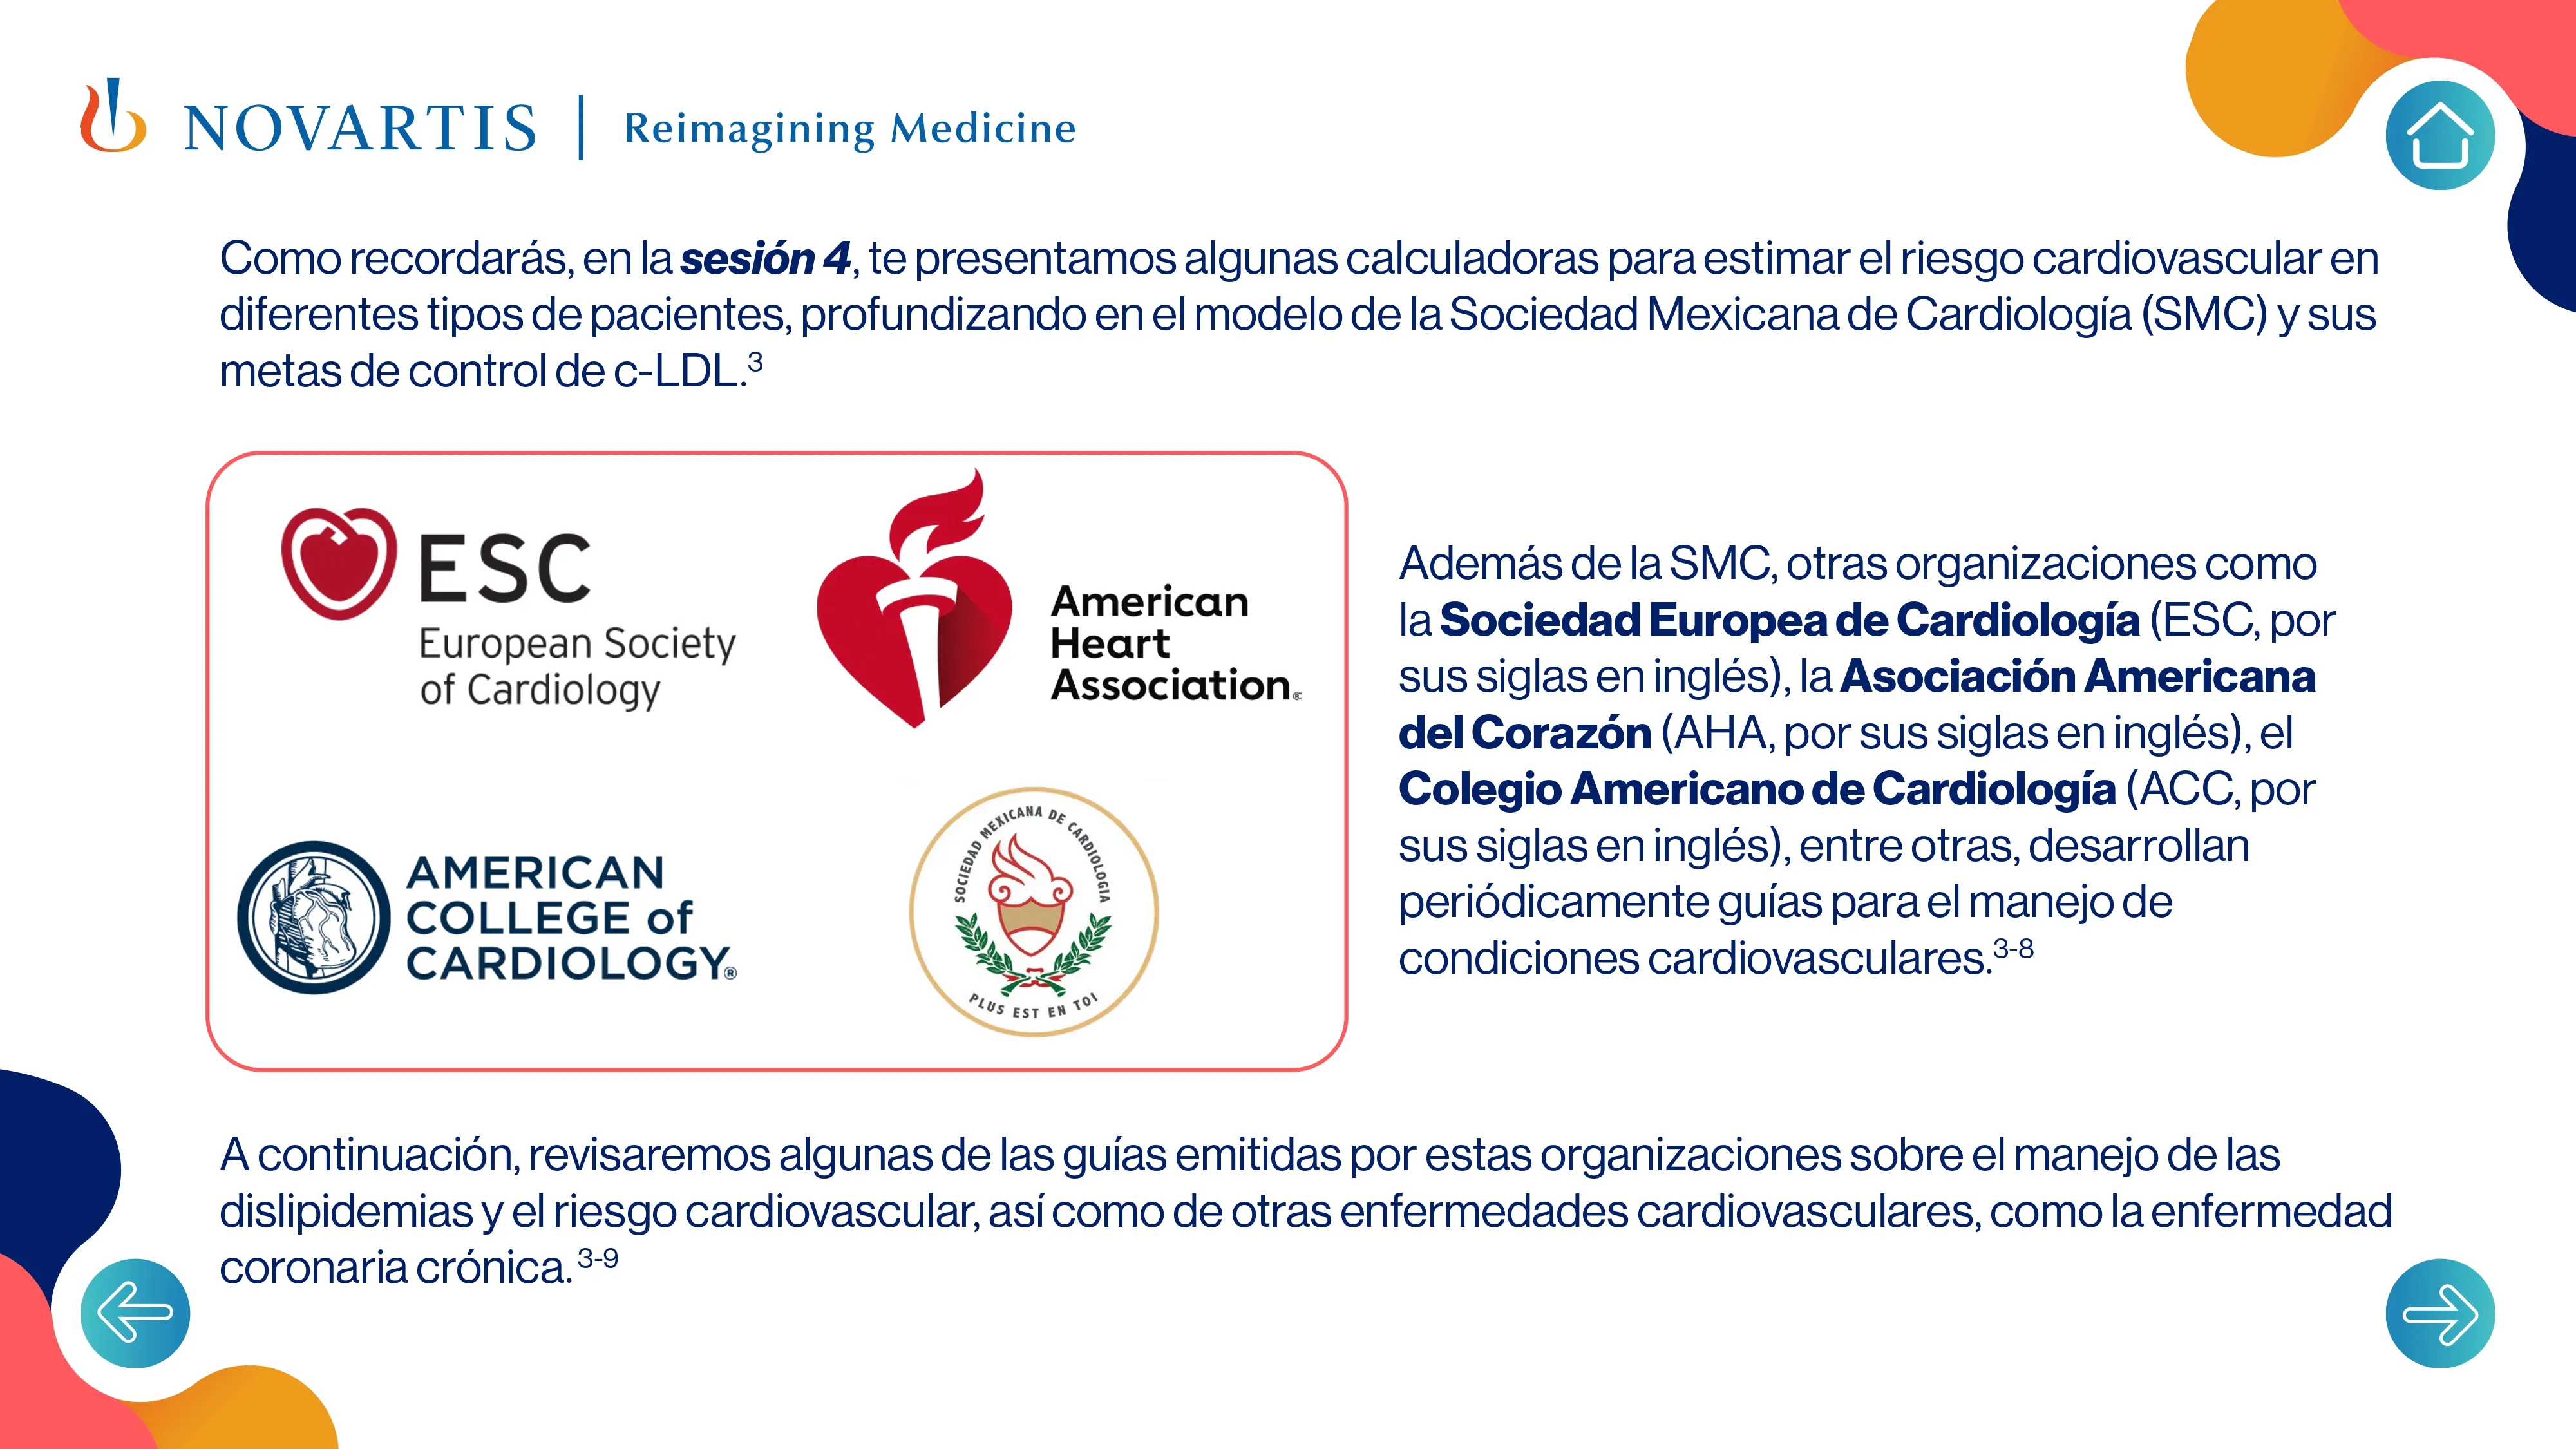 NOVARTIS | Reimagining Medicine
Como recordarás, en la sesión 4, te presentamos algunas calculadoras para estimar el riesgo cardiovascular en
diferentes tipos de pacientes, profundizando en el modelo de la Sociedad Mexicana de Cardiología (SMC) y sus
metas de control de c-LDL.3
ESC
European Society
of Cardiology
American
Heart
Association®
AMERICAN
COLLEGE of
CARDIOLOGY®
SOCIEDAD MEXICANA DE CARDIOLOGIA
PLUS EST EN TOI
Además de la SMC, otras organizaciones como
la Sociedad Europea de Cardiología (ESC, por
sus siglas en inglés), la Asociación Americana
del Corazón (AHA, por sus siglas en inglés), el
Colegio Americano de Cardiología (ACC, por
sus siglas en inglés), entre otras, desarrollan
periódicamente guías para el manejo de
condiciones cardiovasculares.3-8
A continuación, revisaremos algunas de las guías emitidas por estas organizaciones sobre el manejo de las
dislipidemias y el riesgo cardiovascular, así como de otras enfermedades cardiovasculares, como la enfermedad
coronaria crónica. 3-9